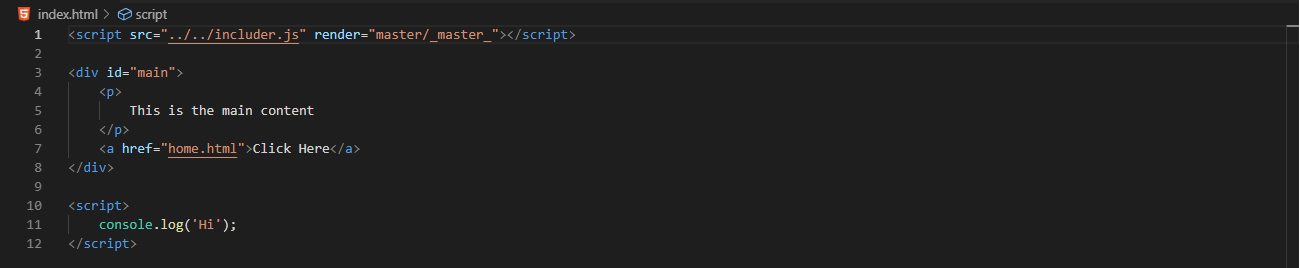 index.html > script
1 <script src="../../includer.js" render="master/_master_"></script>
2
3 <div id="main">
4     <p>
5         This is the main content
6     </p>
7     <a href="home.html">Click Here</a>
8 </div>
9
10 <script>
11     console.log('Hi');
12 </script>